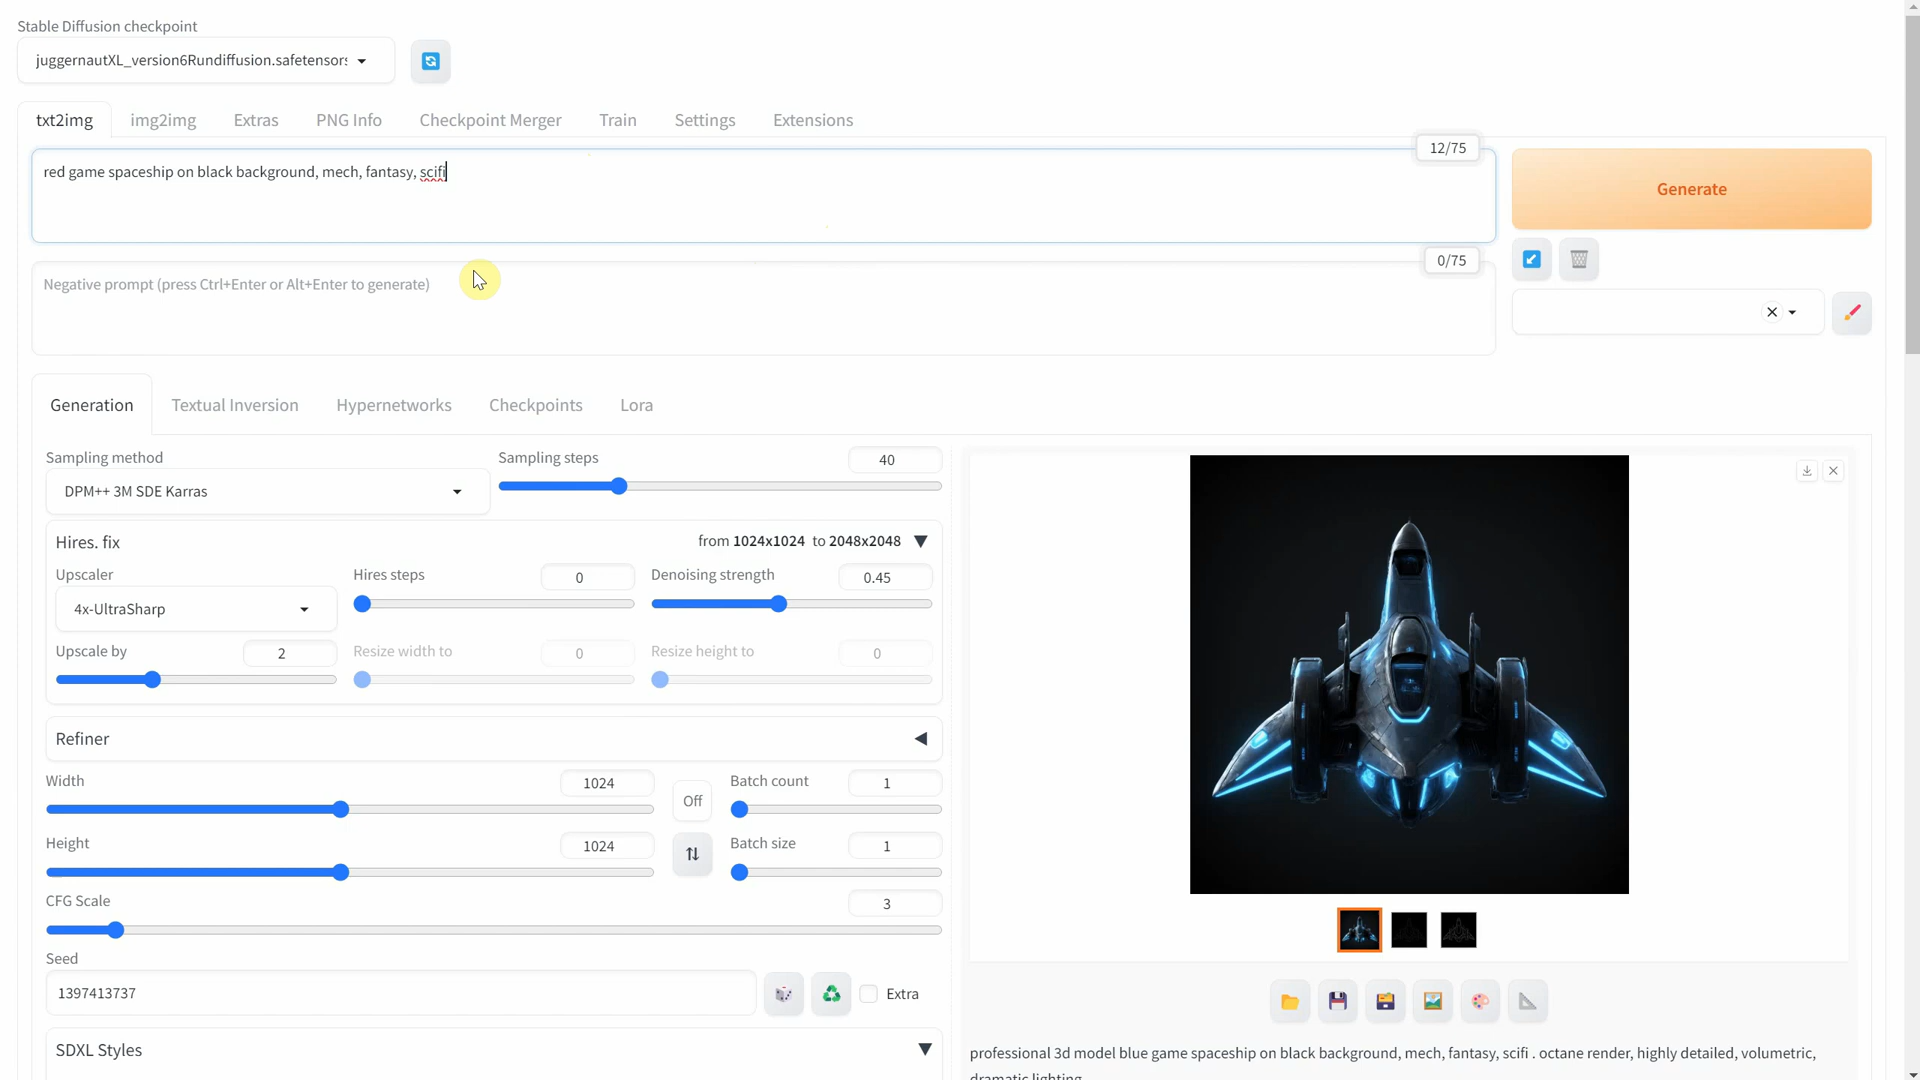 Stable Diffusion checkpoint
juggernautXL_version6Rundiffusion.safetensors
txt2img img2img Extras PNG Info Checkpoint Merger Train Settings Extensions
12/75
red game spaceship on black background, mech, fantasy, scifi
Generate
0/75
Negative prompt (press Ctrl+Enter or Alt+Enter to generate)
Generation Textual Inversion Hypernetworks Checkpoints Lora
Sampling method
DPM++ 3M SDE Karras
Sampling steps
40
Hires. fix
from 1024x1024 to 2048x2048
Upscaler
4x-UltraSharp
Hires steps
0
Denoising strength
0.45
Upscale by
2
Resize width to
0
Resize height to
0
Refiner
Width
1024
Off
Batch count
1
Height
1024
Batch size
1
CFG Scale
3
Seed
1397413737
Extra
SDXL Styles
professional 3d model blue game spaceship on black background, mech, fantasy, scifi . octane render, highly detailed, volumetric,
dramatic lighting